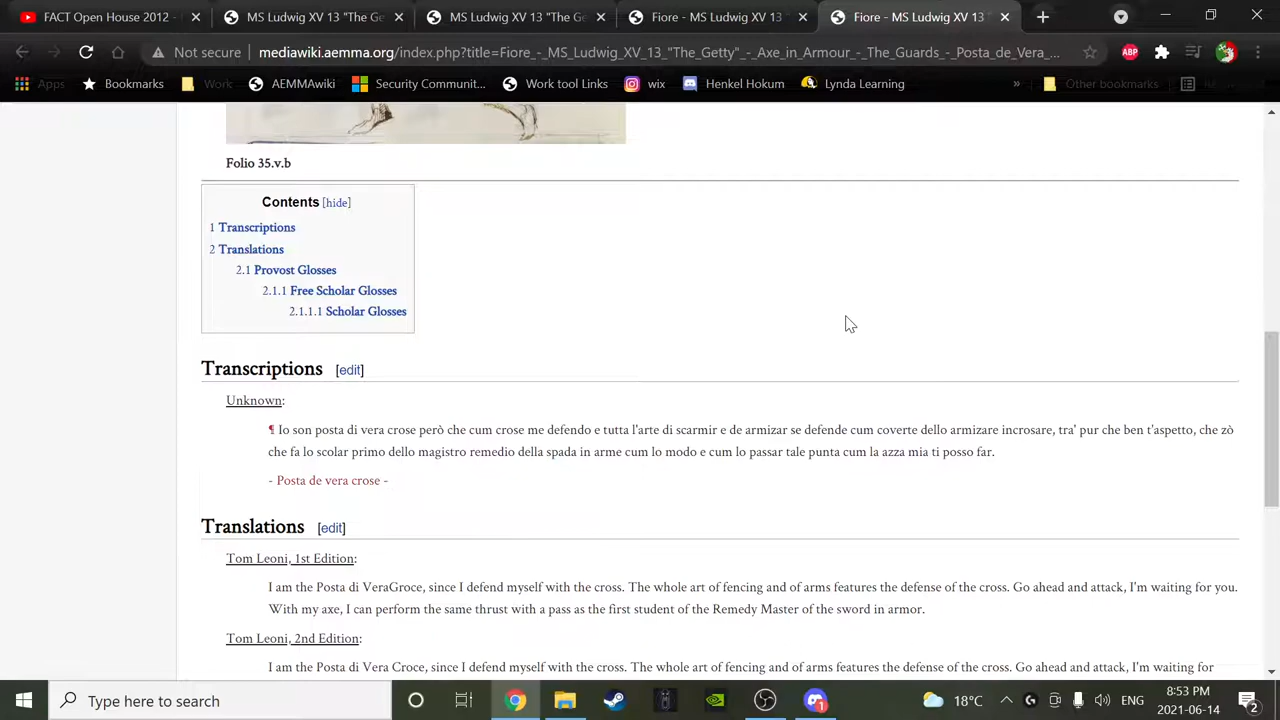 FACT Open House 2012 -
MS Ludwig XV 13 "The Ge
MS Ludwig XV 13 "The Ge
Fiore - MS Ludwig XV 13 "
Fiore - MS Ludwig XV 13 "
Not secure
mediawiki.aemma.org/index.php?title=Fiore_-_MS_Ludwig_XV_13_"The_Getty"_-_Axe_in_Armour_-_The_Guards_-_Posta_de_Vera_...
ABP
Apps
Bookmarks
Work
AEMMAwiki
Security Communit...
Work tool Links
wix
Henkel Hokum
Lynda Learning
»
Other bookmarks
Folio 35.v.b
Contents [hide]
1 Transcriptions
2 Translations
2.1 Provost Glosses
2.1.1 Free Scholar Glosses
2.1.1.1 Scholar Glosses
Transcriptions [edit]
Unknown:
¶ Io son posta di vera crose però che cum crose me defendo e tutta l'arte di scarmir e de armizar se defende cum coverte dello armizare incrosare, tra' pur che ben t'aspetto, che zò
che fa lo scolar primo dello magistro remedio della spada in arme cum lo modo e cum lo passar tale punta cum la azza mia ti posso far.
- Posta de vera crose -
Translations [edit]
Tom Leoni, 1st Edition:
I am the Posta di VeraGroce, since I defend myself with the cross. The whole art of fencing and of arms features the defense of the cross. Go ahead and attack, I'm waiting for you.
With my axe, I can perform the same thrust with a pass as the first student of the Remedy Master of the sword in armor.
Tom Leoni, 2nd Edition:
I am the Posta di Vera Croce, since I defend myself with the cross. The whole art of fencing and of arms features the defense of the cross. Go ahead and attack, I'm waiting for
Type here to search
1
18°C
ENG
8:53 PM
2021-06-14
2